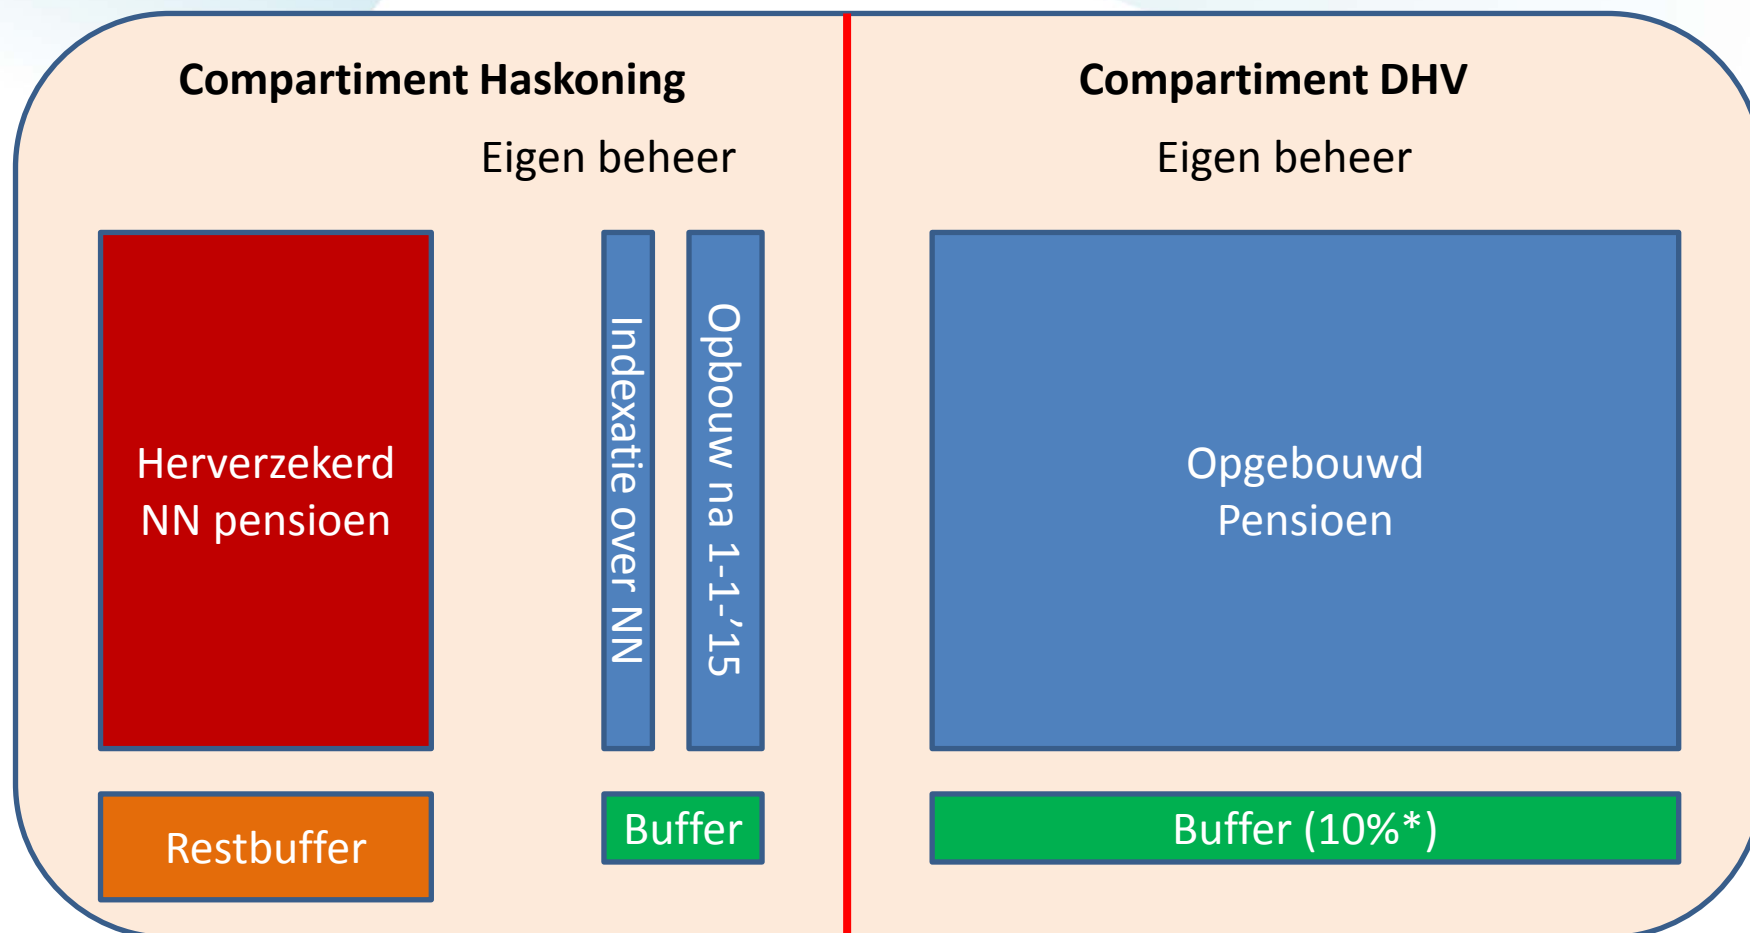 Compartiment Haskoning
Eigen beheer
Herverzekerd
NN pensioen
Indexatie over NN
Opbouw na 1-1-’15
Restbuffer
Buffer
Compartiment DHV
Eigen beheer
Opgebouwd
Pensioen
Buffer (10%*)